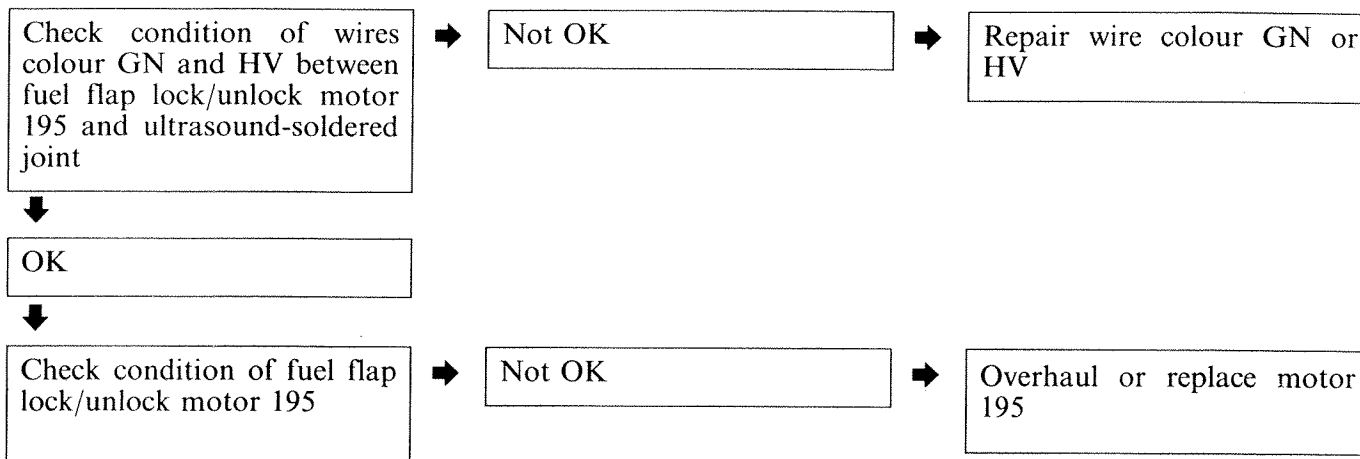 Check condition of wires
colour GN and HV between
fuel flap lock/unlock motor
195 and ultrasound-soldered
joint
Not OK
Repair wire colour GN or
HV
OK
Check condition of fuel flap
lock/unlock motor 195
Not OK
Overhaul or replace motor
195